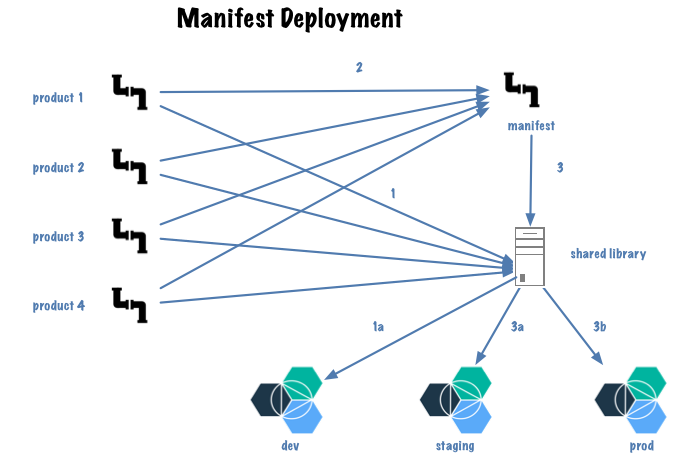 Manifest Deployment
2
product 1
manifest
product 2
3
1
product 3
shared library
product 4
1a
3a
3b
dev
staging
prod